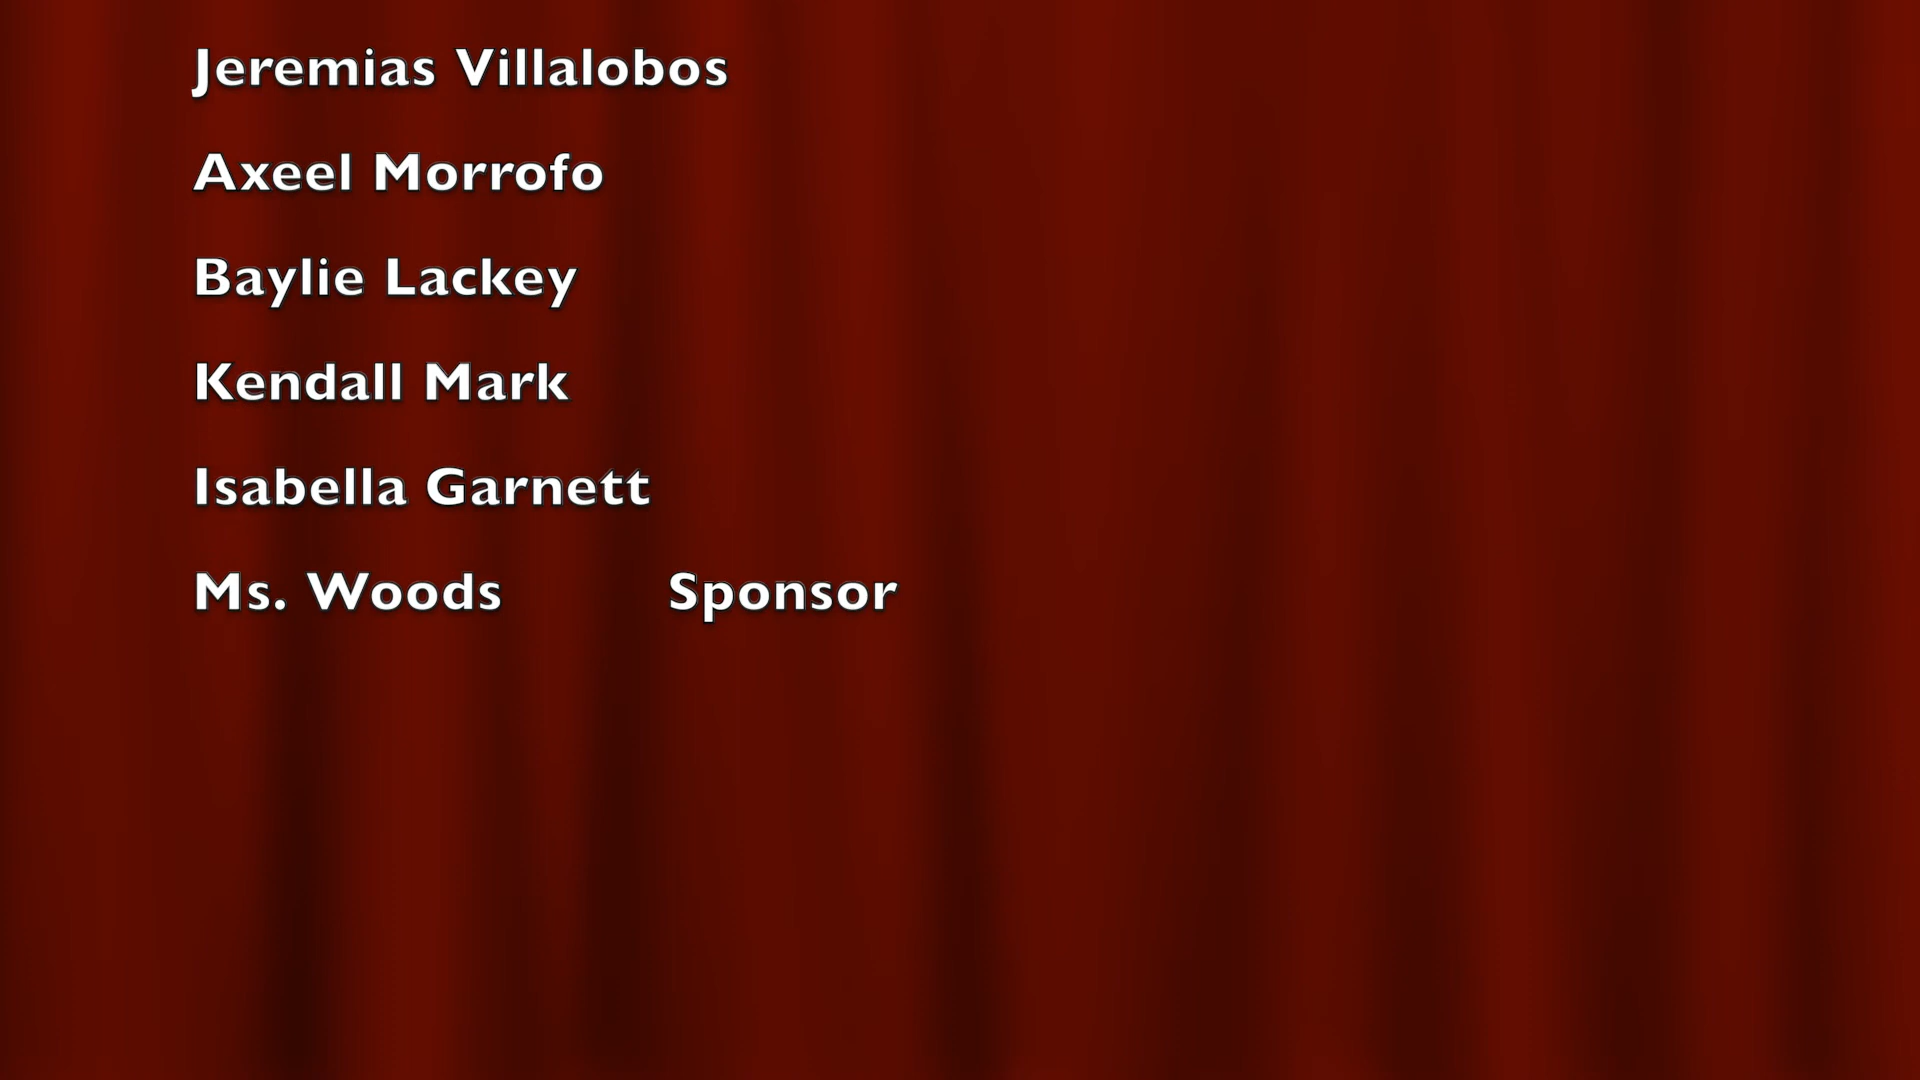 Jeremias Villalobos
Axeel Morrofo
Baylie Lackey
Kendall Mark
Isabella Garnett
Ms. Woods Sponsor